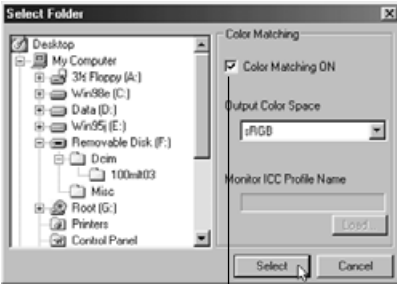 Select Folder
Desktop
My Computer
3½ Floppy (A:)
Win98e (C:)
Data (D:)
Win95j (E:)
Removable Disk (F:)
Dcim
100mlt03
Misc
Root (G:)
Printers
Control Panel
Color Matching
Color Matching ON
Output Color Space
sRGB
Monitor ICC Profile Name
Load...
Select
Cancel